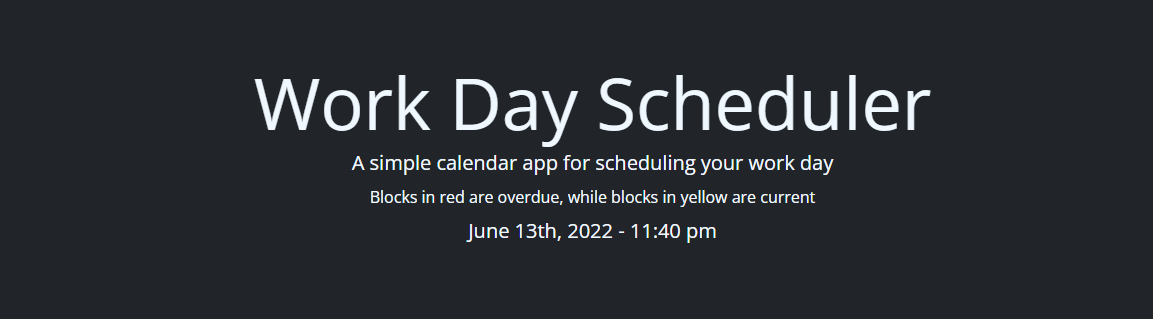 Work Day Scheduler
A simple calendar app for scheduling your work day
Blocks in red are overdue, while blocks in yellow are current
June 13th, 2022 - 11:40 pm